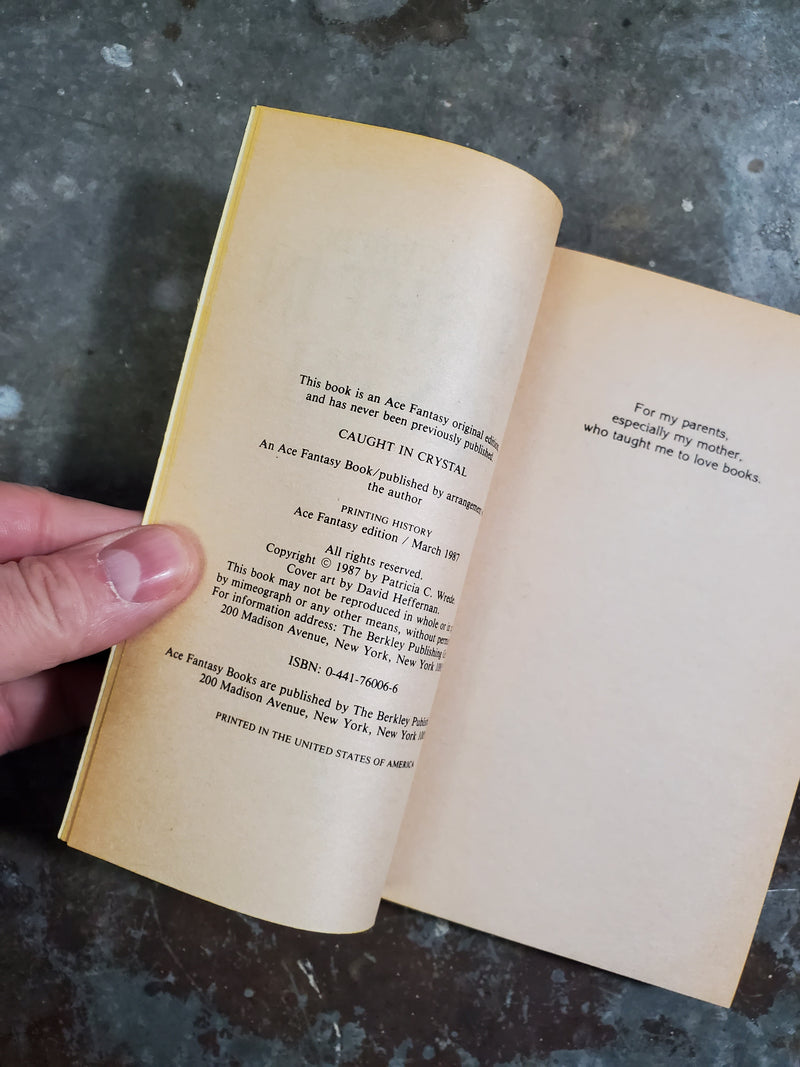 This book is an Ace Fantasy original edition,
and has never been previously published.
CAUGHT IN CRYSTAL
An Ace Fantasy Book/published by arrangemen
the author
PRINTING HISTORY
Ace Fantasy edition / March 1987
All rights reserved.
Copyright © 1987 by Patricia C. Wrede.
Cover art by David Heffernan.
This book may not be reproduced in whole or in
by mimeograph or any other means, without perm
For information address: The Berkley Publishing
200 Madison Avenue, New York, New York
ISBN: 0-441-76006-6
Ace Fantasy Books are published by The Berkley Publis
200 Madison Avenue, New York, New York
PRINTED IN THE UNITED STATES OF AMERICA
For my parents,
especially my mother,
who taught me to love books.